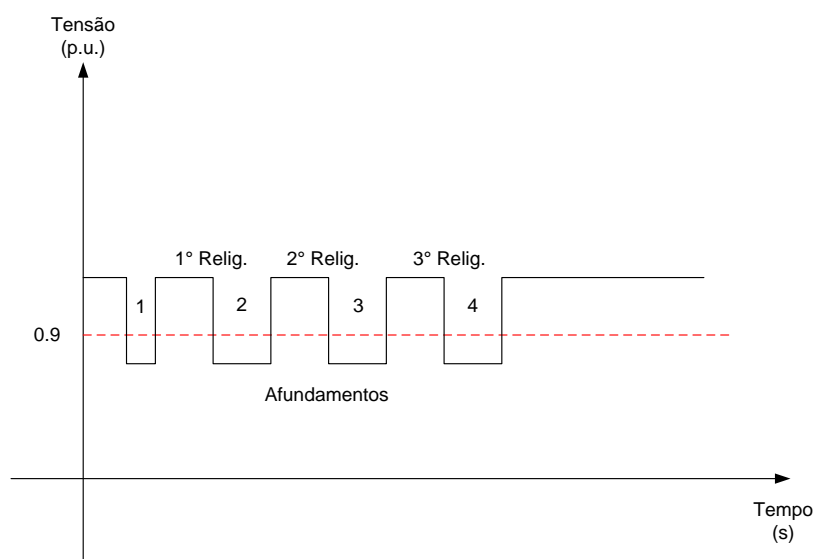 Tensão
(p.u.)
1° Relig.
2° Relig.
3° Relig.
1
2
3
4
0.9
Afundamentos
Tempo
(s)